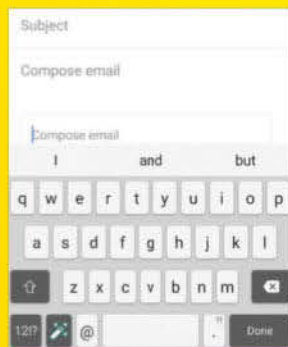 Subject
Compose email
Compose email
I and but
q w e r t y u i o p
a s d f g h j k l
z x c v b n m
12!? @ . " Done